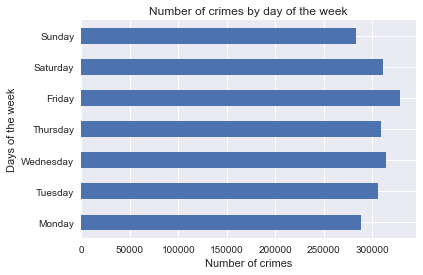 Number of crimes by day of the week
Days of the week
Sunday
Saturday
Friday
Thursday
Wednesday
Tuesday
Monday
0 50000 100000 150000 200000 250000 300000
Number of crimes